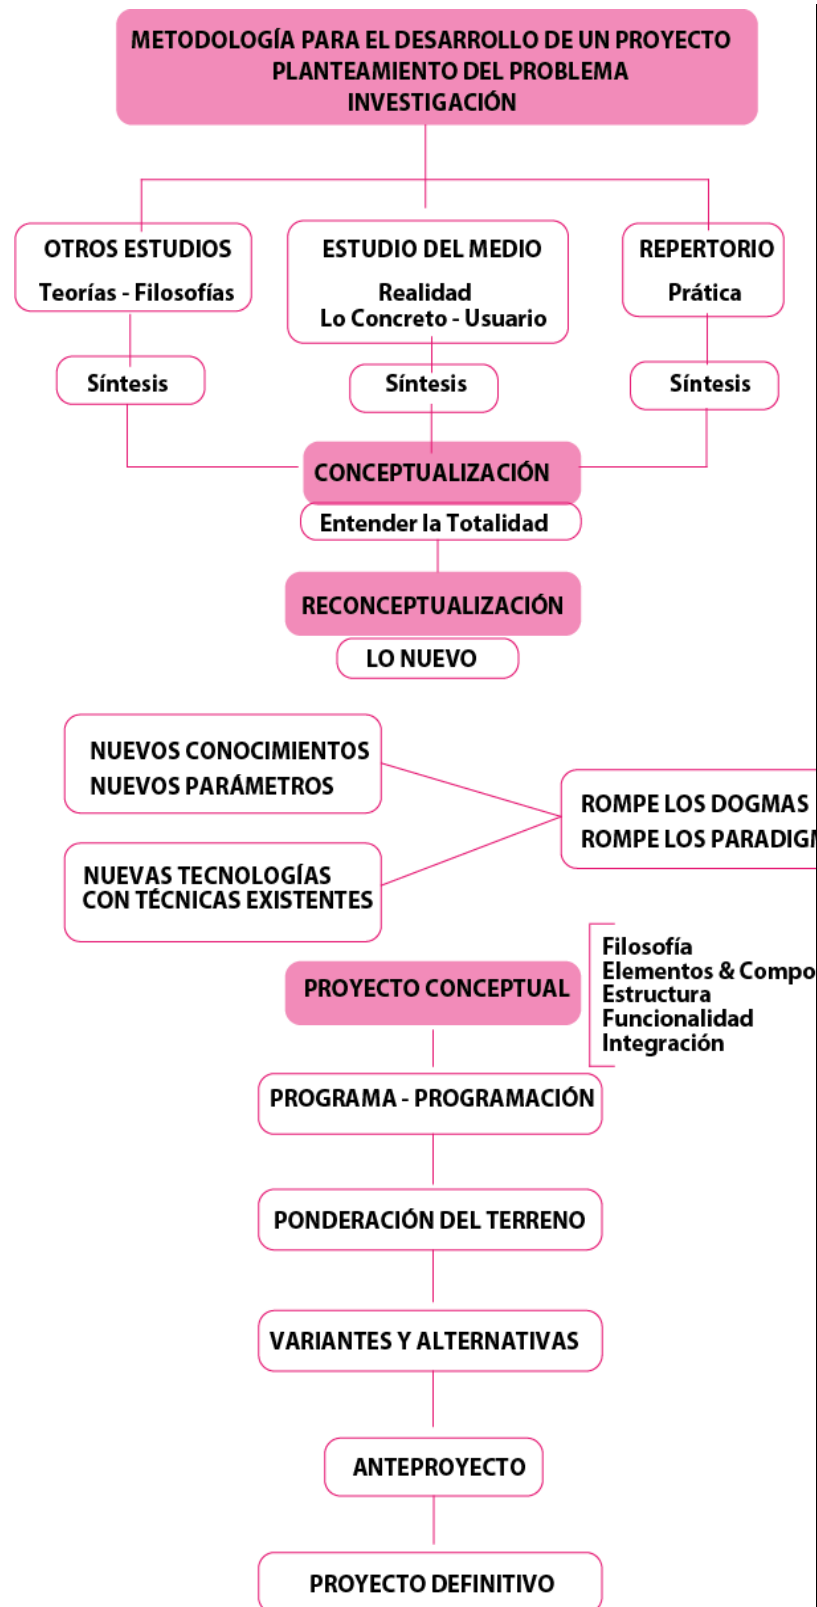 METODOLOGÍA PARA EL DESARROLLO DE UN PROYECTO
PLANTEAMIENTO DEL PROBLEMA
INVESTIGACIÓN
OTROS ESTUDIOS
Teorías - Filosofías
ESTUDIO DEL MEDIO
Realidad
Lo Concreto - Usuario
REPERTORIO
Prática
Síntesis
Síntesis
Síntesis
CONCEPTUALIZACIÓN
Entender la Totalidad
RECONCEPTUALIZACIÓN
LO NUEVO
NUEVOS CONOCIMIENTOS
NUEVOS PARÁMETROS
ROMPE LOS DOGMAS
ROMPE LOS
NUEVAS TECNOLOGÍAS
CON TÉCNICAS EXISTENTES
PROYECTO CONCEPTUAL
Filosofía
Elementos &
Estructura
Funcionalidad
Integración
PROGRAMA - PROGRAMACIÓN
PONDERACIÓN DEL TERRENO
VARIANTES Y ALTERNATIVAS
ANTEPROYECTO
PROYECTO DEFINITIVO